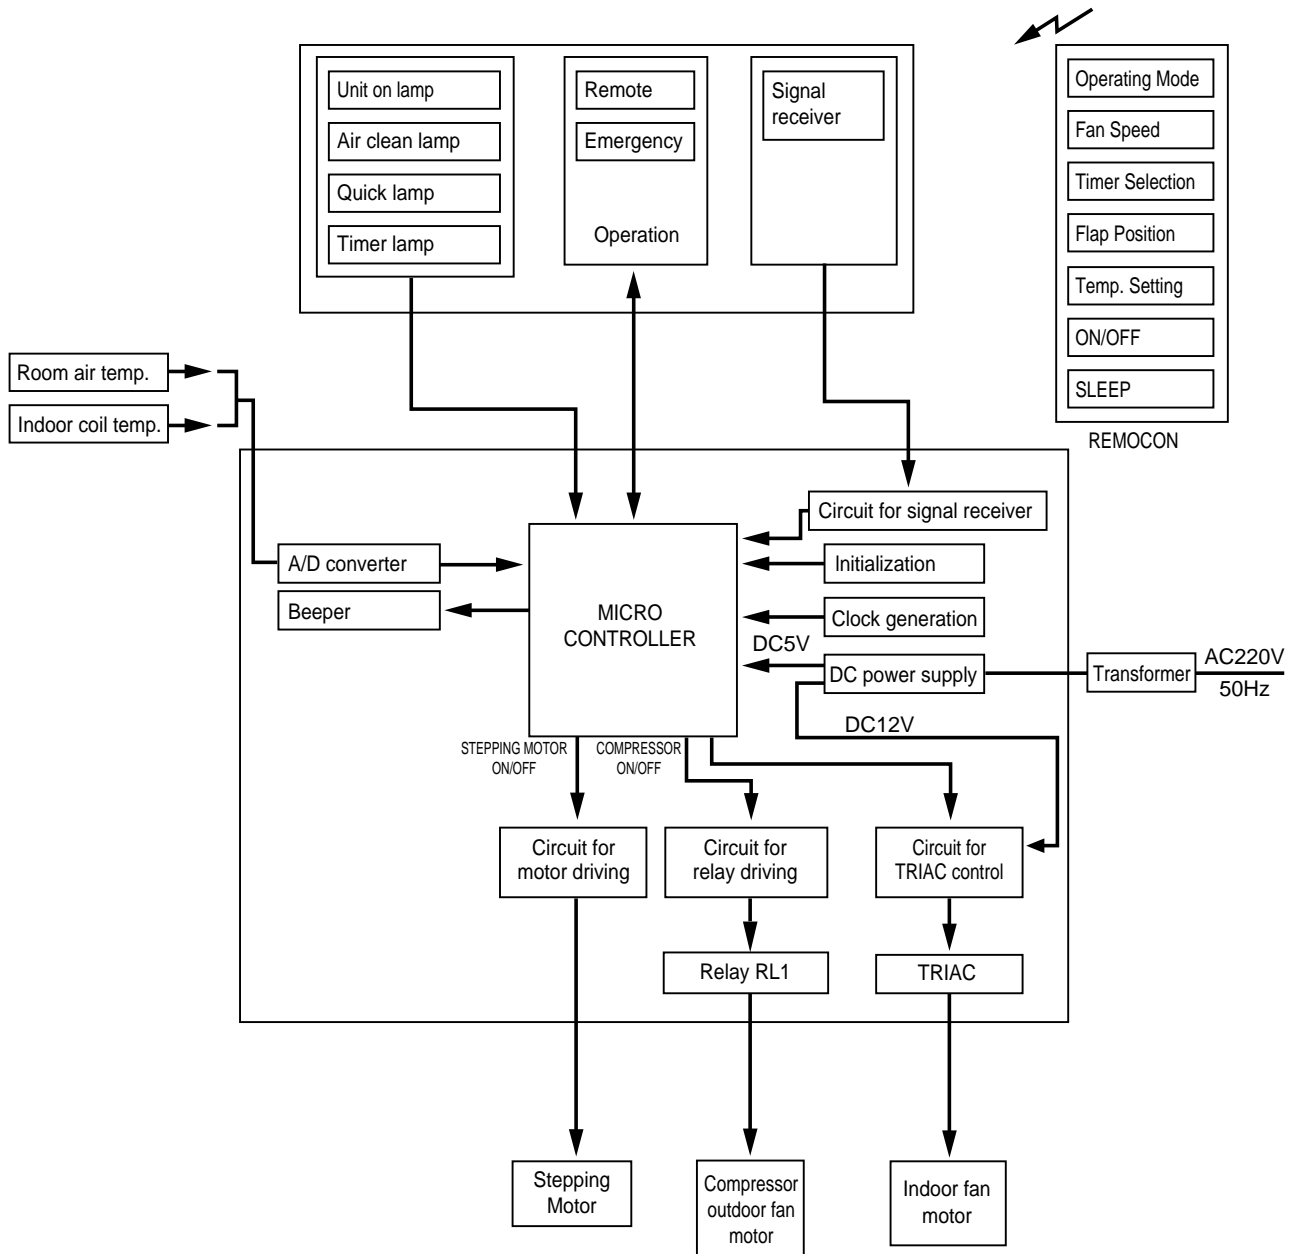 Unit on lamp
Air clean lamp
Quick lamp
Timer lamp
Remote
Emergency
Operation
Signal
receiver
Operating Mode
Fan Speed
Timer Selection
Flap Position
Temp. Setting
ON/OFF
SLEEP
REMOCON
Room air temp.
Indoor coil temp.
A/D converter
Beeper
MICRO
CONTROLLER
Circuit for signal receiver
Initialization
Clock generation
DC5V
DC power supply
DC12V
Transformer
AC220V
50Hz
STEPPING MOTOR
ON/OFF
COMPRESSOR
ON/OFF
Circuit for
motor driving
Circuit for
relay driving
Circuit for
TRIAC control
Relay RL1
TRIAC
Stepping
Motor
Compressor
outdoor fan
motor
Indoor fan
motor